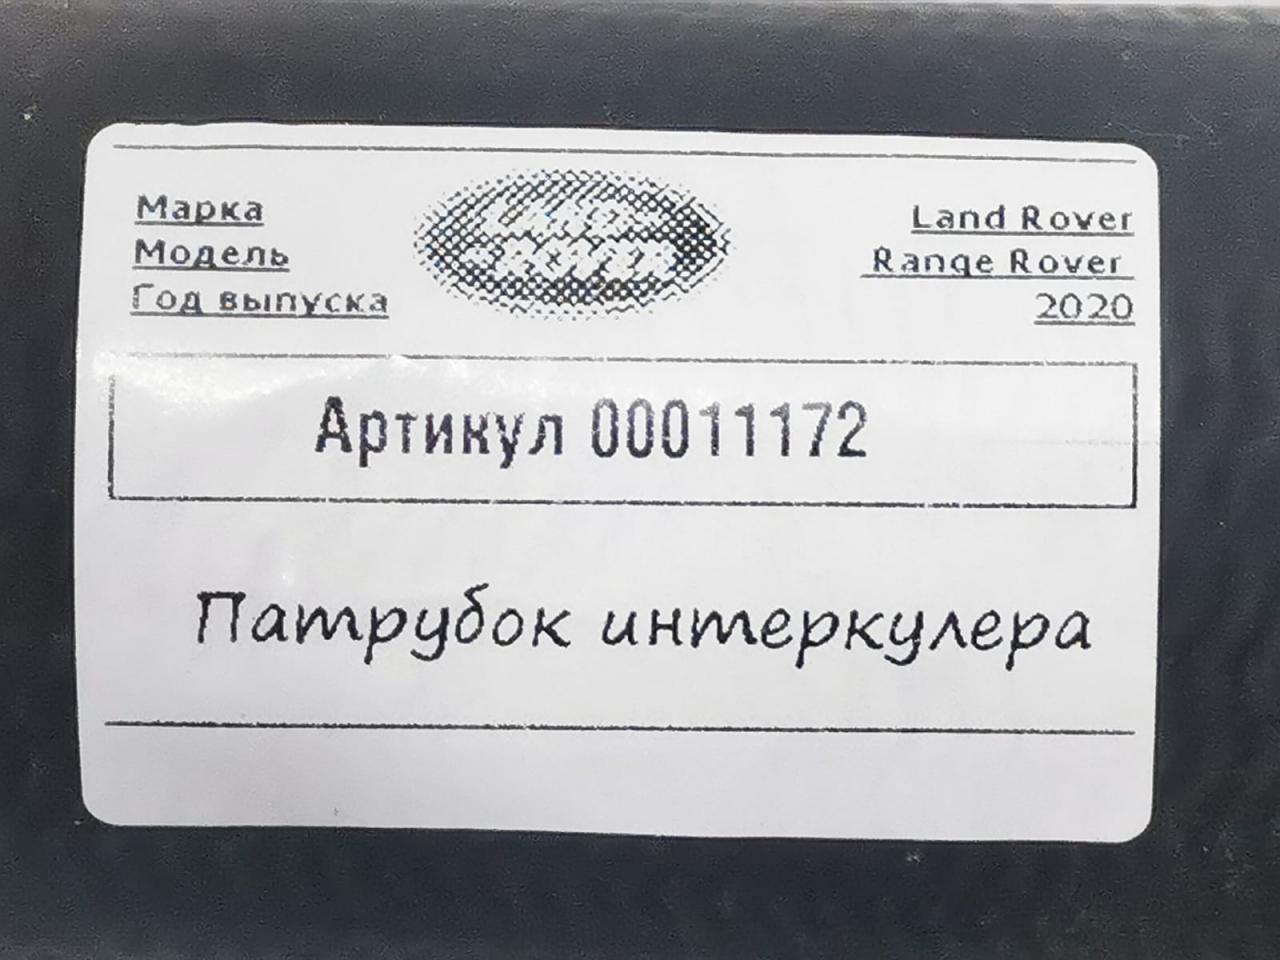 Марка Land Rover
Модель Range Rover
Год выпуска 2020
Артикул 00011172
Патрубок интеркулера